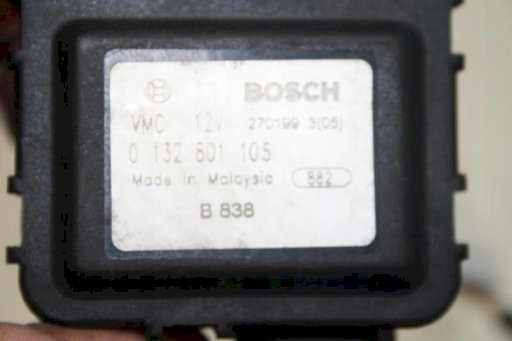 BOSCH
VMC 12V 270199 3(05)
0 132 801 105
Made in Malaysia 882
B 838